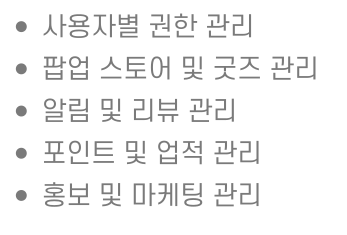 • 사용자별 권한 관리
• 팝업 스토어 및 굿즈 관리
• 알림 및 리뷰 관리
• 포인트 및 업적 관리
• 홍보 및 마케팅 관리